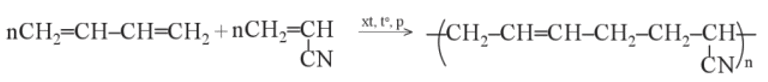 nCH₂=CH–CH=CH₂ + nCH₂=CH xt, t°, p (CH₂–CH=CH–CH₂–CH₂–CH)n
CN CN